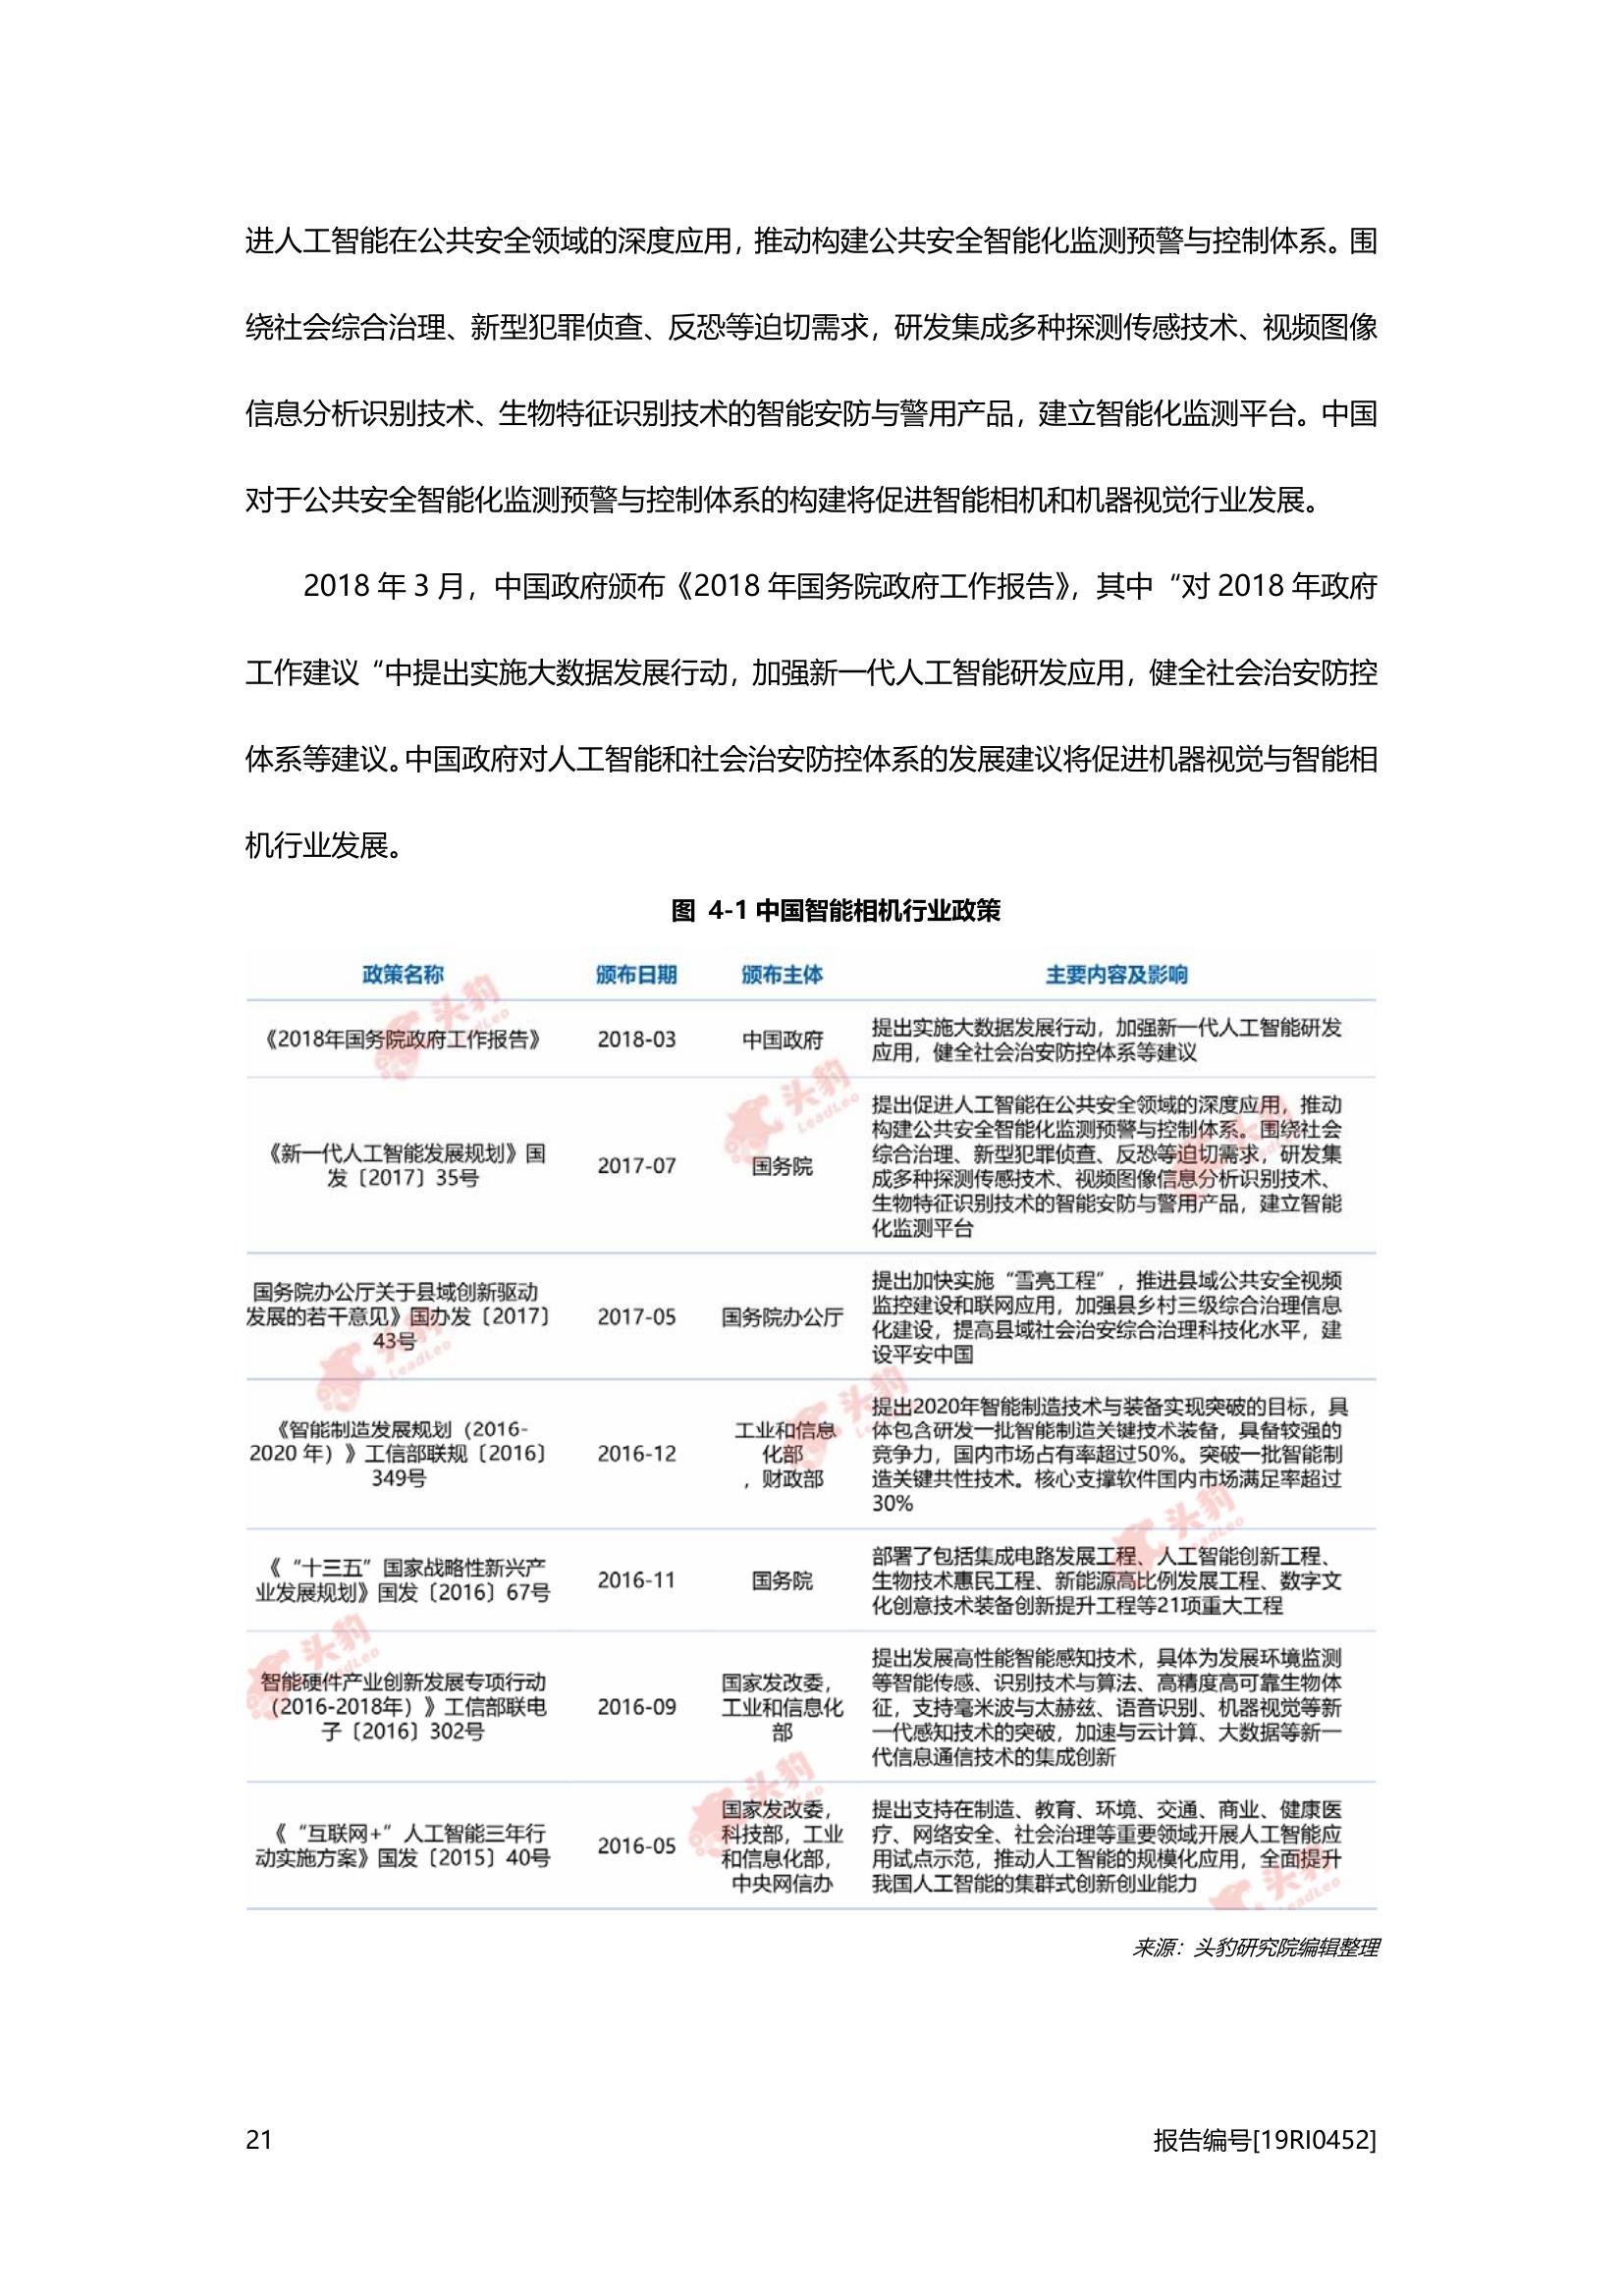 进人工智能在公共安全领域的深度应用，推动构建公共安全智能化监测预警与控制体系。围
绕社会综合治理、新型犯罪侦查、反恐等迫切需求，研发集成多种探测传感技术、视频图像
信息分析识别技术、生物特征识别技术的智能安防与警用产品，建立智能化监测平台。中国
对于公共安全智能化监测预警与控制体系的构建将促进智能相机和机器视觉行业发展。
2018 年 3 月，中国政府颁布《2018 年国务院政府工作报告》，其中“对 2018 年政府
工作建议“中提出实施大数据发展行动，加强新一代人工智能研发应用，健全社会治安防控
体系等建议。中国政府对人工智能和社会治安防控体系的发展建议将促进机器视觉与智能相
机行业发展。
图 4-1 中国智能相机行业政策
政策名称 颁布日期 颁布主体 主要内容及影响
《2018年国务院政府工作报告》 2018-03 中国政府
提出实施大数据发展行动，加强新一代人工智能研发
应用，健全社会治安防控体系等建议
《新一代人工智能发展规划》国
发〔2017〕35号
2017-07
国务院
提出促进人工智能在公共安全领域的深度应用，推动
构建公共安全智能化监测预警与控制体系。围绕社会
综合治理、新型犯罪侦查、反恐等迫切需求，研发集
成多种探测传感技术、视频图像信息分析识别技术、
生物特征识别技术的智能安防与警用产品，建立智能
化监测平台
国务院办公厅关于县域创新驱动
发展的若干意见》国办发〔2017〕
43号
2017-05
国务院办公厅
提出加快实施“雪亮工程”，推进县域公共安全视频
监控建设和联网应用，加强县乡村三级综合治理信息
化建设，提高县域社会治安综合治理科技化水平，建
设平安中国
《智能制造发展规划（2016-
2020 年）》工信部联规〔2016〕
349号
2016-12
工业和信息
化部
，财政部
提出2020年智能制造技术与装备实现突破的目标，具
体包含研发一批智能制造关键技术装备，具备较强的
竞争力，国内市场占有率超过50%。突破一批智能制
造关键共性技术。核心支撑软件国内市场满足率超过
30%
《“十三五”国家战略性新兴产
业发展规划》国发〔2016〕67号
2016-11
国务院
部署了包括集成电路发展工程、人工智能创新工程、
生物技术惠民工程、新能源高比例发展工程、数字文
化创意技术装备创新提升工程等21项重大工程
智能硬件产业创新发展专项行动
（2016-2018年）》工信部联电
子〔2016〕302号
2016-09
国家发改委，
工业和信息化
部
提出发展高性能智能感知技术，具体为发展环境监测
等智能传感、识别技术与算法、高精度高可靠生物体
征，支持毫米波与太赫兹、语音识别、机器视觉等新
一代感知技术的突破，加速与云计算、大数据等新一
代信息通信技术的集成创新
《“互联网+”人工智能三年行
动实施方案》国发〔2015〕40号
2016-05
国家发改委，
科技部，工业
和信息化部，
中央网信办
提出支持在制造、教育、环境、交通、商业、健康医
疗、网络安全、社会治理等重要领域开展人工智能应
用试点示范，推动人工智能的规模化应用，全面提升
我国人工智能的集群式创新创业能力
来源：头豹研究院编辑整理
21
报告编号[19RI0452]
头豹
LeadLeo
头豹
LeadLeo
头豹
LeadLeo
头豹
LeadLeo
头豹
LeadLeo
头豹
LeadLeo
头豹
LeadLeo
头豹
LeadLeo
头豹
LeadLeo